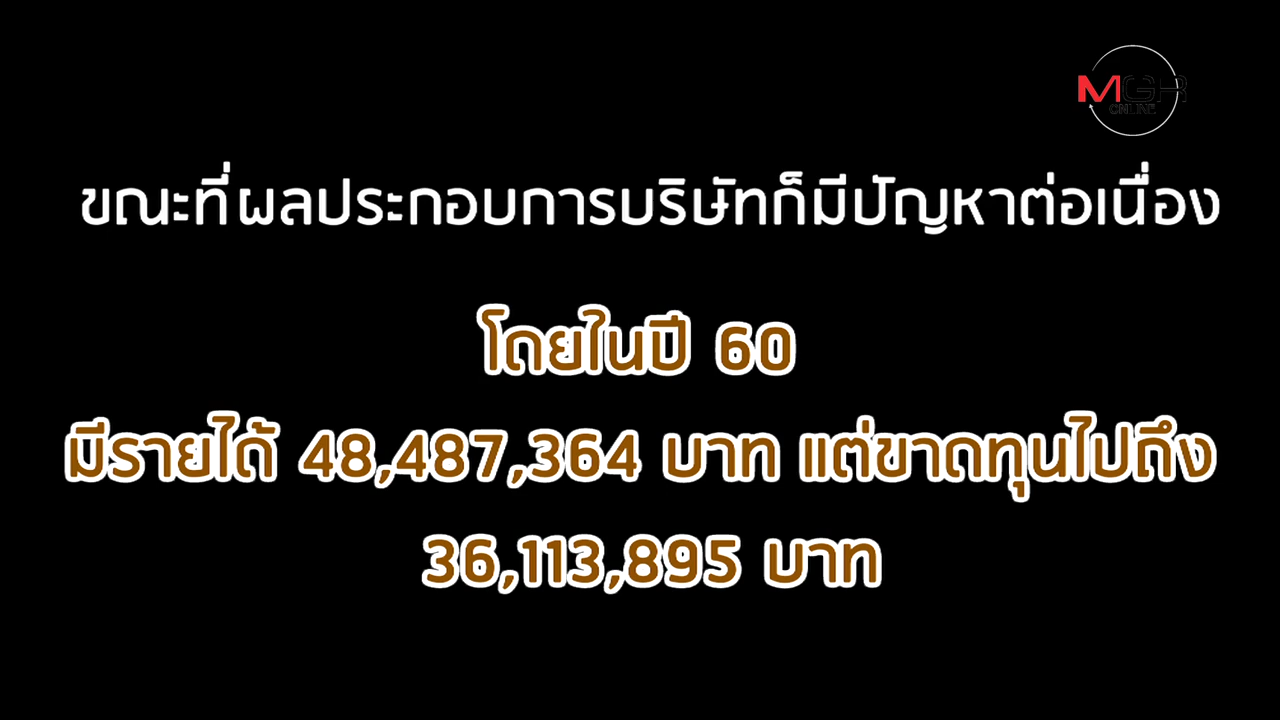 MGR
ONLINE
ขณะที่ผลประกอบการบริษัทก็มีปัญหาต่อเนื่อง
โดยในปี 60
มีรายได้ 48,487,364 บาท แต่ขาดทุนไปถึง
36,113,895 บาท